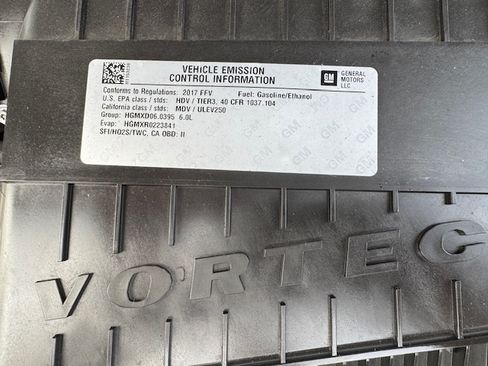 VEHICLE EMISSION
CONTROL INFORMATION
GM
GENERAL
MOTORS
LLC
Conforms to Regulations: 2017 FFV Fuel: Gasoline/Ethanol
U.S. EPA class / stds: HDV / TIER3, 40 CFR 1037.104
California class / stds: MDV / ULEV250
Group: HGMXD06.0395 6.0L
Evap: HGMXR0223841
SFI/HO2S/TWC, CA OBD: II
VORTEC